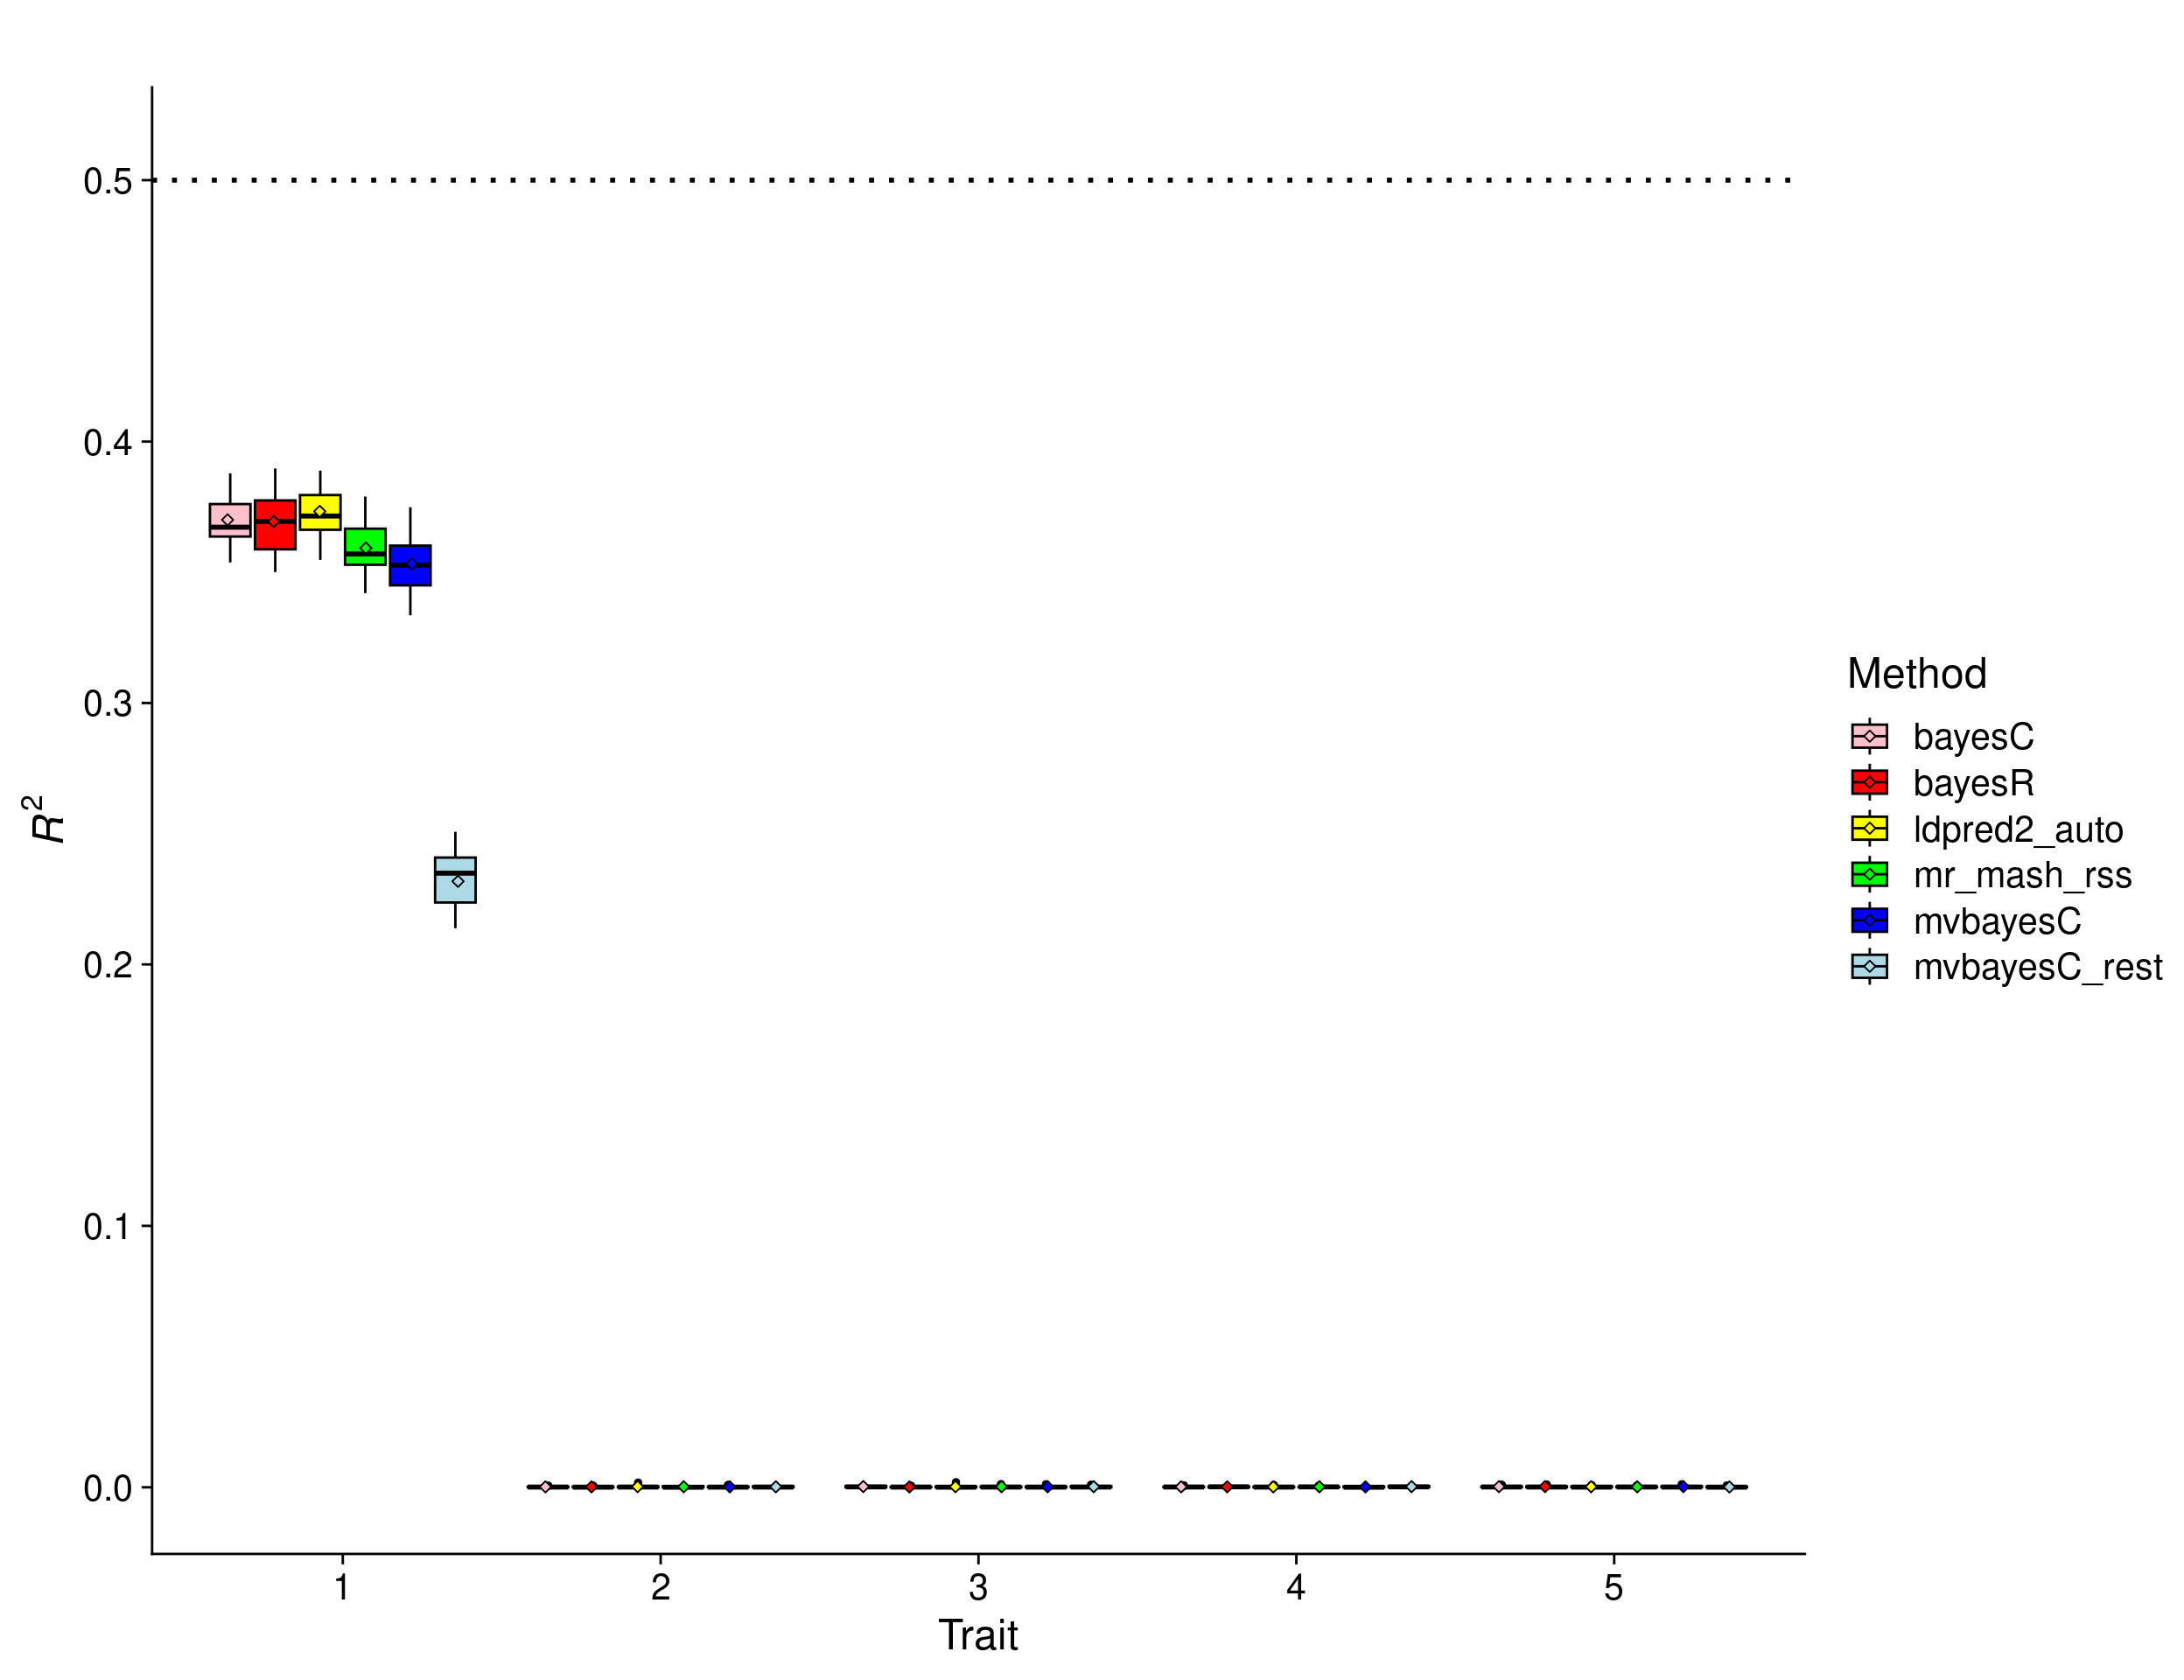 0.5
0.4
0.3
0.2
0.1
0.0
R²
1 2 3 4 5
Trait
Method
bayesC
bayesR
ldpred2_auto
mr_mash_rss
mvbayesC
mvbayesC_rest